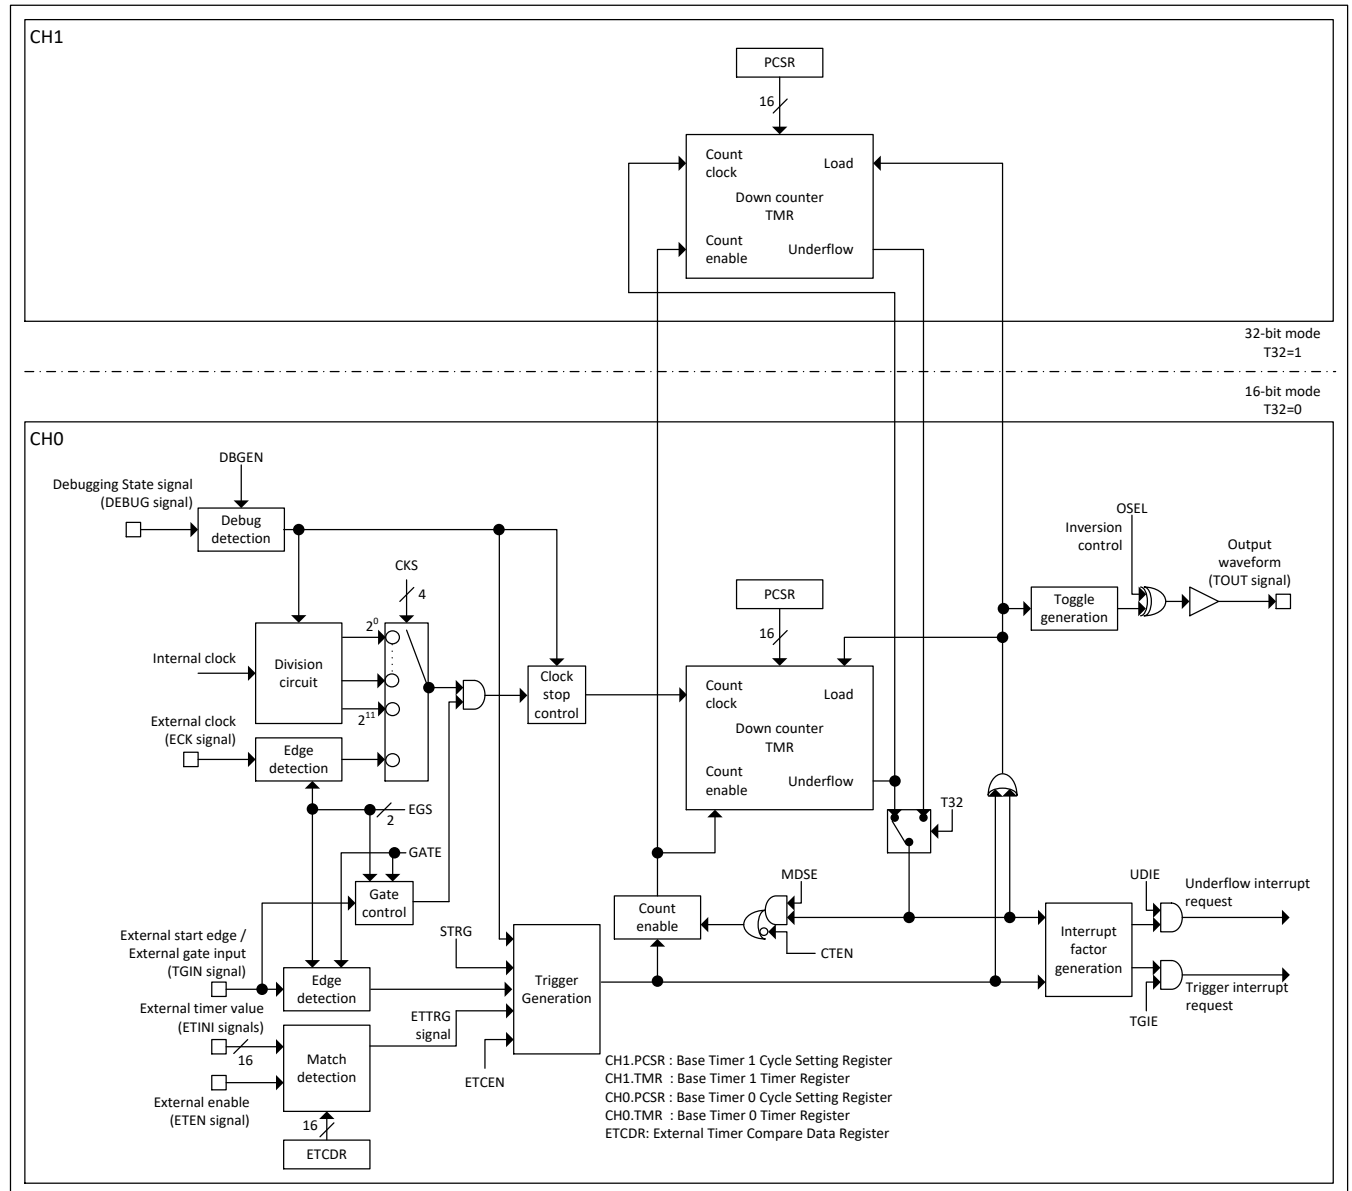 CH1
PCSR
16
Count
clock
Load
Down counter
TMR
Count
enable
Underflow
32-bit mode
T32=1
16-bit mode
T32=0
CH0
DBGEN
Debugging State signal
(DEBUG signal)
Debug
detection
OSEL
Inversion
control
Output
waveform
(TOUT signal)
CKS
4
PCSR
16
Toggle
generation
2⁰
Internal clock
Division
circuit
2¹¹
Clock
stop
control
Count
clock
Load
Down counter
TMR
Count
enable
Underflow
External clock
(ECK signal)
Edge
detection
EGS
2
T32
GATE
Gate
control
MDSE
UDIE
Underflow interrupt
request
Count
enable
CTEN
External start edge /
External gate input
(TGIN signal)
STRG
Edge
detection
Trigger
Generation
Interrupt
factor
generation
Trigger interrupt
request
TGIE
External timer value
(ETINI signals)
16
ETTRG
signal
Match
detection
ETCEN
External enable
(ETEN signal)
16
ETCDR
CH1.PCSR : Base Timer 1 Cycle Setting Register
CH1.TMR : Base Timer 1 Timer Register
CH0.PCSR : Base Timer 0 Cycle Setting Register
CH0.TMR : Base Timer 0 Timer Register
ETCDR: External Timer Compare Data Register